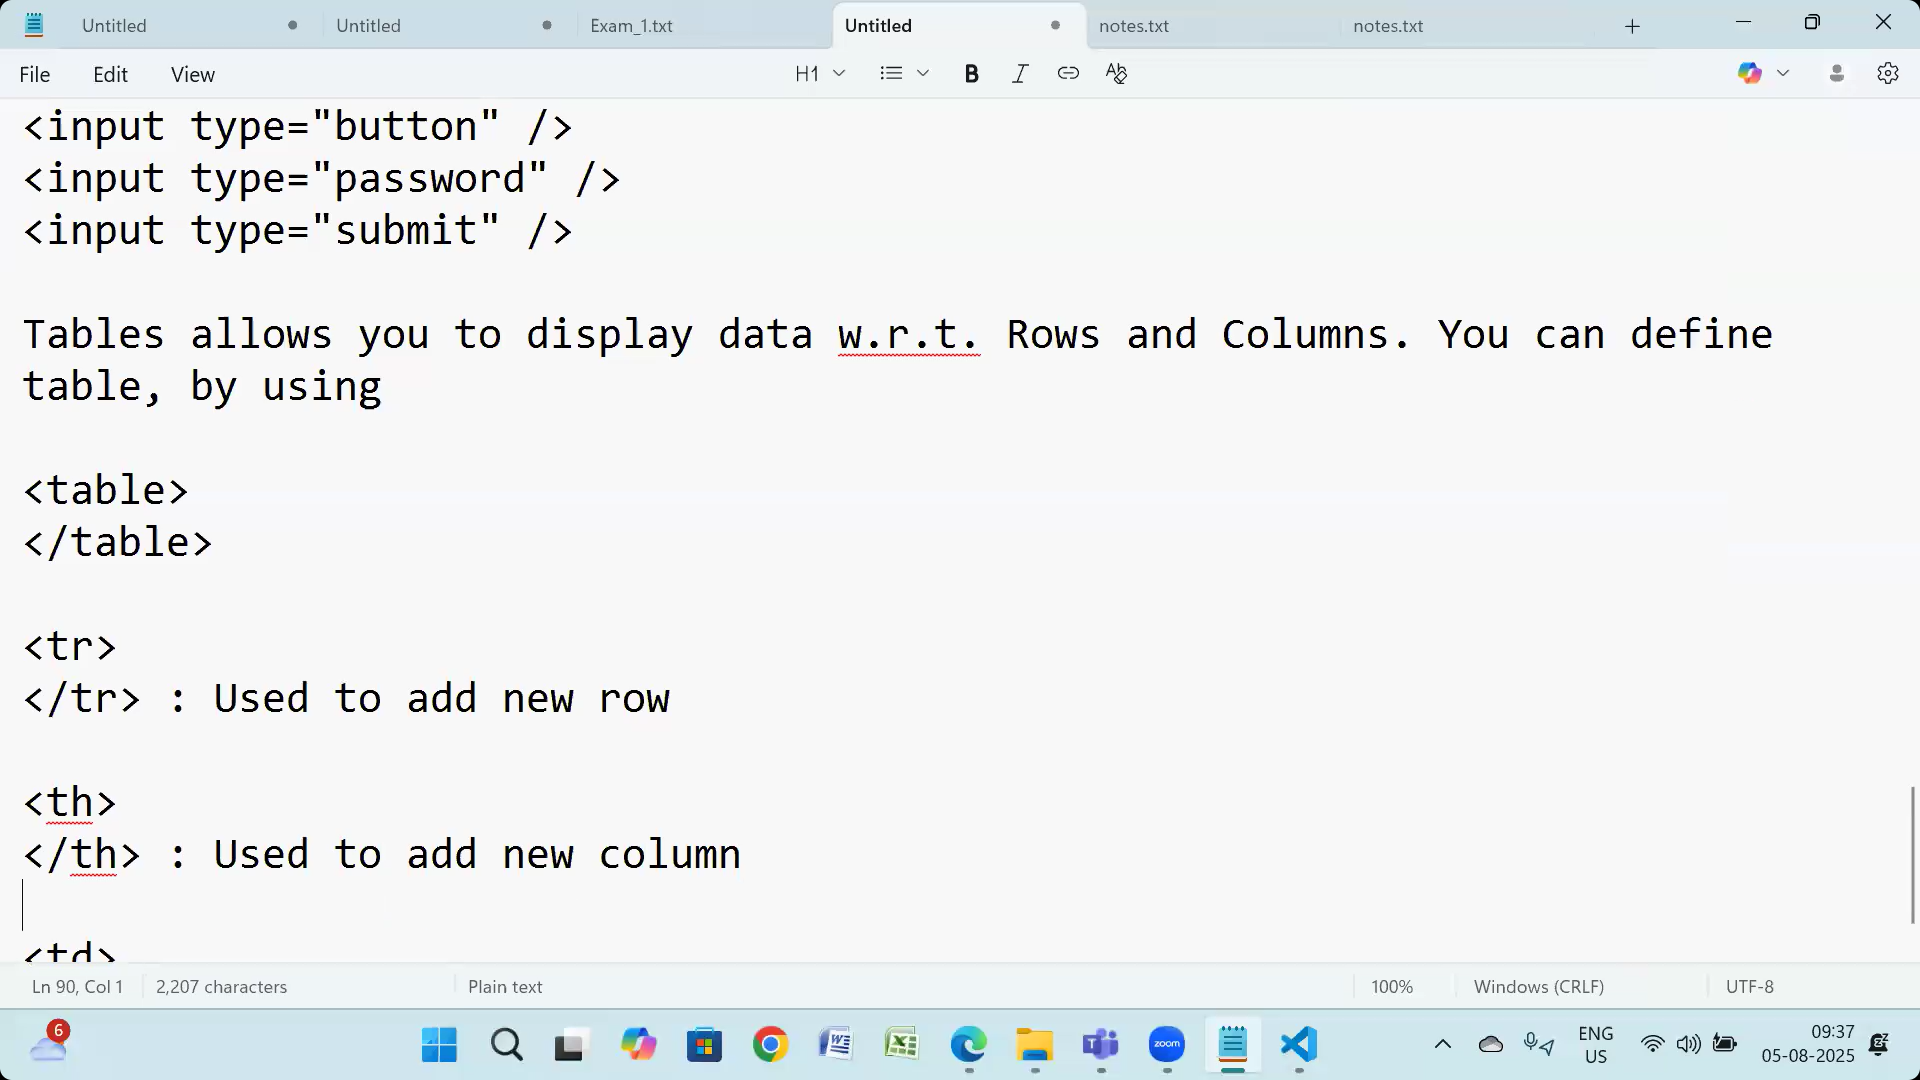 Untitled
Untitled
Exam_1.txt
Untitled
notes.txt
notes.txt
File
Edit
View
H1
<input type="button" />
<input type="password" />
<input type="submit" />
Tables allows you to display data w.r.t. Rows and Columns. You can define
table, by using
<table>
</table>
<tr>
</tr> : Used to add new row
<th>
</th> : Used to add new column
<td>
Ln 90, Col 1
2,207 characters
Plain text
100%
Windows (CRLF)
UTF-8
6
zoom
ENG
US
09:37
05-08-2025